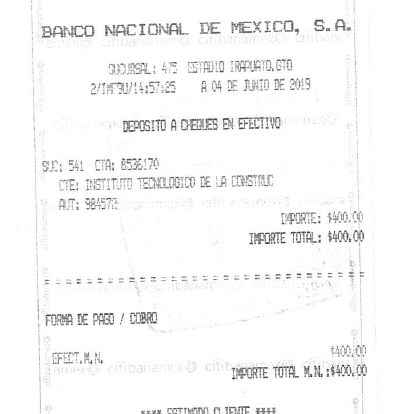 BANCO NACIONAL DE MEXICO, S.A.
SUCURSAL: 475 ESTADIO IRAPUATO,GTO
2/IMF9U/14:57:25 A 04 DE JUNIO DE 2019
DEPOSITO A CHEQUES EN EFECTIVO
SUC: 541 CTA: 8536170
CTE: INSTITUTO TECNOLOGICO DE LA CONSTRUC
AUT: 984572
IMPORTE: $400.00
IMPORTE TOTAL: $400.00
FORMA DE PAGO / COBRO
EFECT.M.N. $400.00
IMPORTE TOTAL M.N.:$400.00
**** ESTIMADO CLIENTE ****